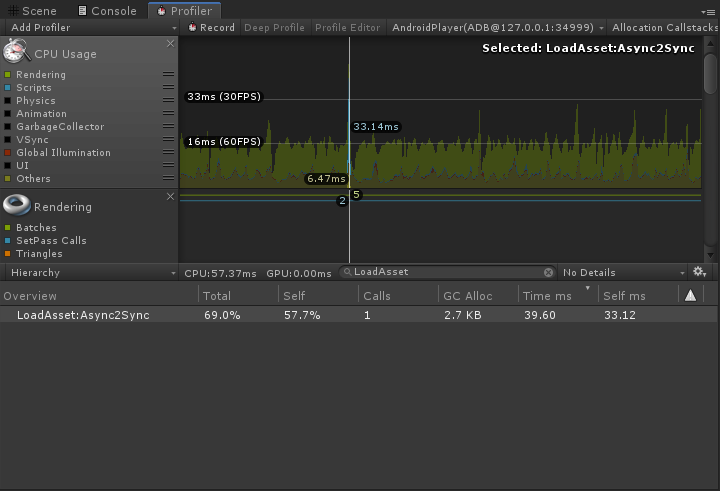 Scene Console Profiler
Add Profiler Record Deep Profile Profiler Editor AndroidPlayer(ADB@127.0.0.1:34999) Allocation Callstacks
CPU Usage
Rendering
Scripts
Physics
Animation
GarbageCollector
VSync
Global Illumination
UI
Others
Selected: LoadAsset:Async2Sync
33ms (30FPS)
33.14ms
16ms (60FPS)
6.47ms
5
2
Rendering
Batches
SetPass Calls
Triangles
Hierarchy CPU:57.37ms GPU:0.00ms LoadAsset No Details
Overview Total Self Calls GC Alloc Time ms Self ms
LoadAsset:Async2Sync 69.0% 57.7% 1 2.7 KB 39.60 33.12